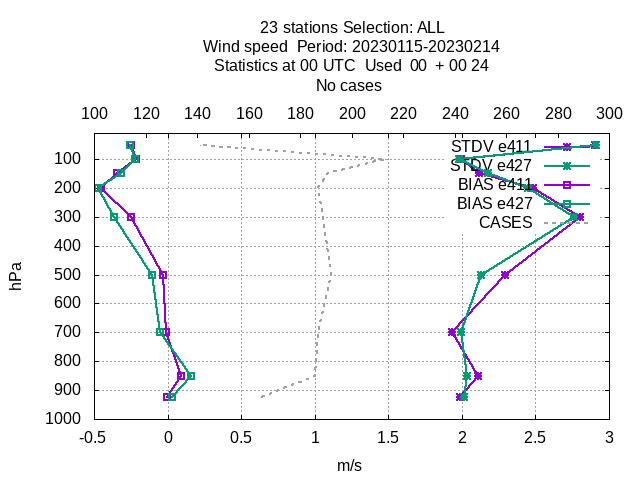 23 stations Selection: ALL
Wind speed  Period: 20230115-20230214
Statistics at 00 UTC  Used  00  + 00 24
No cases
100 120 140 160 180 200 220 240 260 280 300
STDV e411
STDV e427
BIAS e411
BIAS e427
CASES
100
200
300
400
500
600
700
800
900
1000
hPa
-0.5 0 0.5 1 1.5 2 2.5 3
m/s